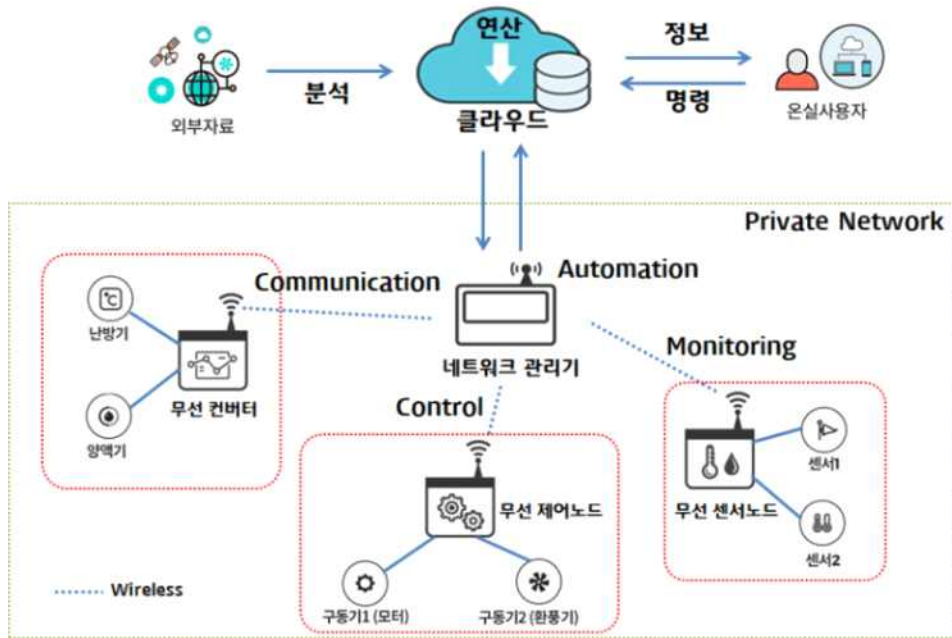 연산
정보
분석
명령
외부자료
클라우드
온실사용자
Private Network
Communication
Automation
℃
난방기
무선 컨버터
네트워크 관리기
Monitoring
양액기
Control
무선 제어노드
무선 센서노드
센서1
센서2
Wireless
구동기1 (모터)
구동기2 (환풍기)